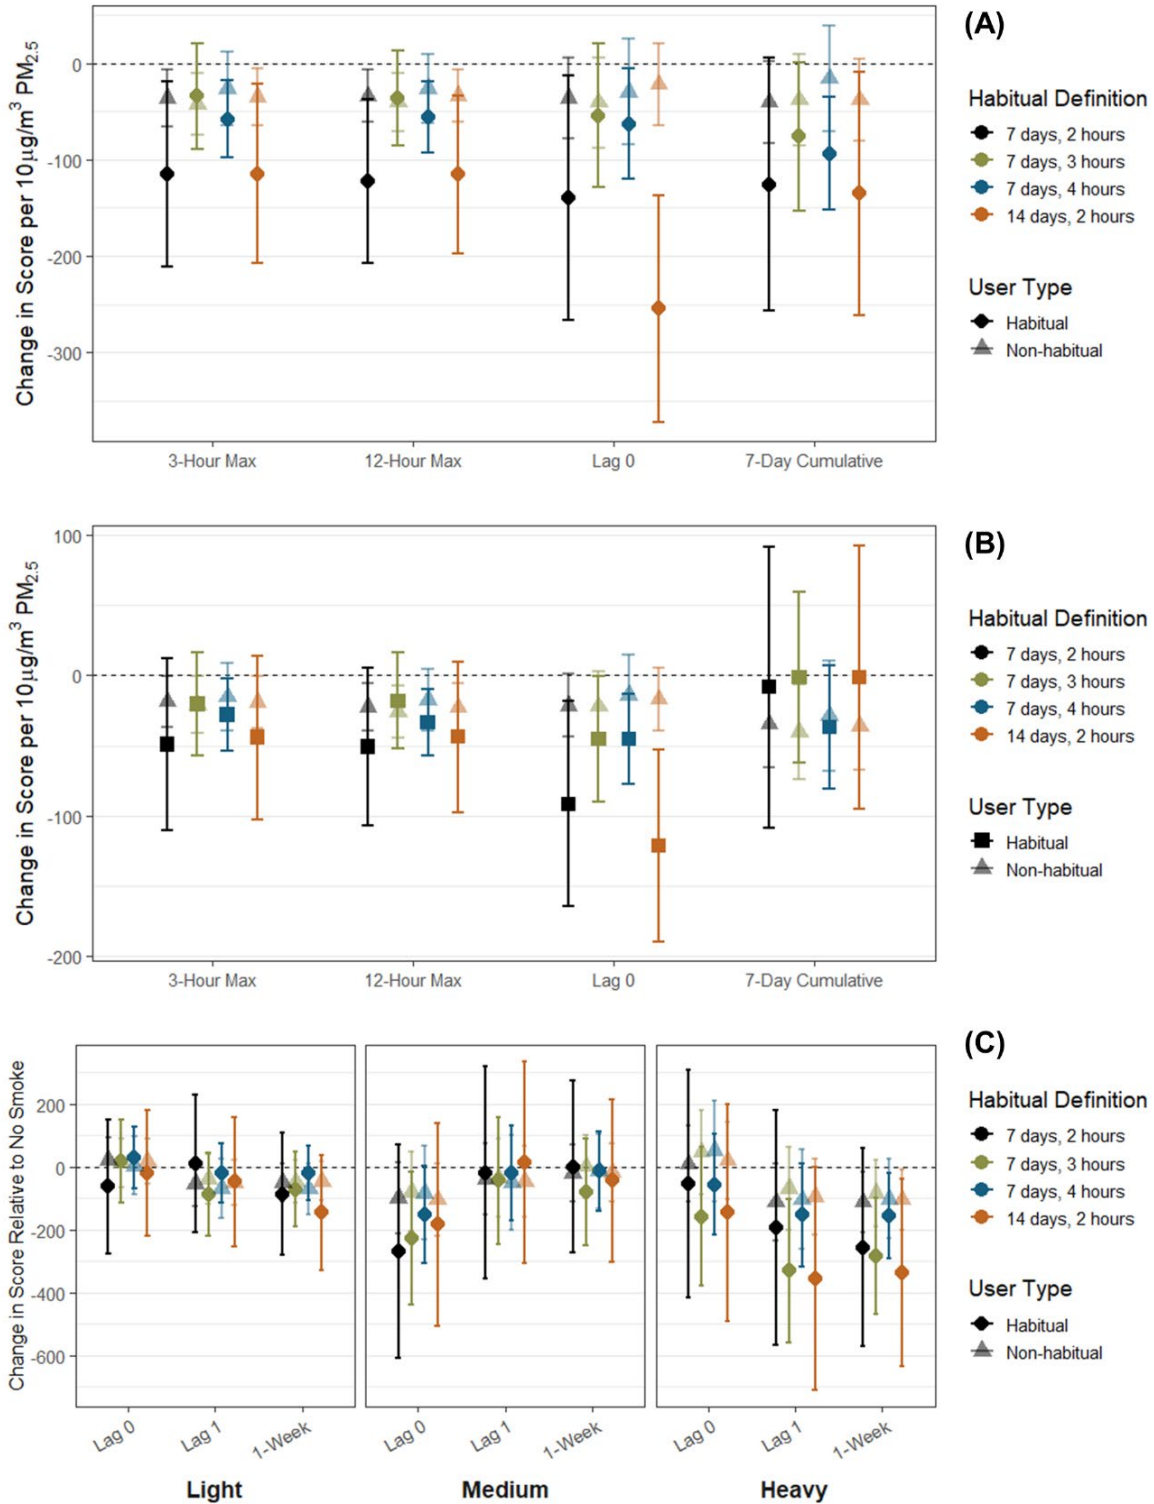 (A)
Change in Score per 10μg/m³ PM₂.₅
0
-100
-200
-300
3-Hour Max
12-Hour Max
Lag 0
7-Day Cumulative
Habitual Definition
7 days, 2 hours
7 days, 3 hours
7 days, 4 hours
14 days, 2 hours
User Type
Habitual
Non-habitual
(B)
Change in Score per 10μg/m³ PM₂.₅
100
0
-100
-200
3-Hour Max
12-Hour Max
Lag 0
7-Day Cumulative
Habitual Definition
7 days, 2 hours
7 days, 3 hours
7 days, 4 hours
14 days, 2 hours
User Type
Habitual
Non-habitual
(C)
Change in Score Relative to No Smoke
200
0
-200
-400
-600
Lag 0
Lag 1
1-Week
Lag 0
Lag 1
1-Week
Lag 0
Lag 1
1-Week
Light
Medium
Heavy
Habitual Definition
7 days, 2 hours
7 days, 3 hours
7 days, 4 hours
14 days, 2 hours
User Type
Habitual
Non-habitual